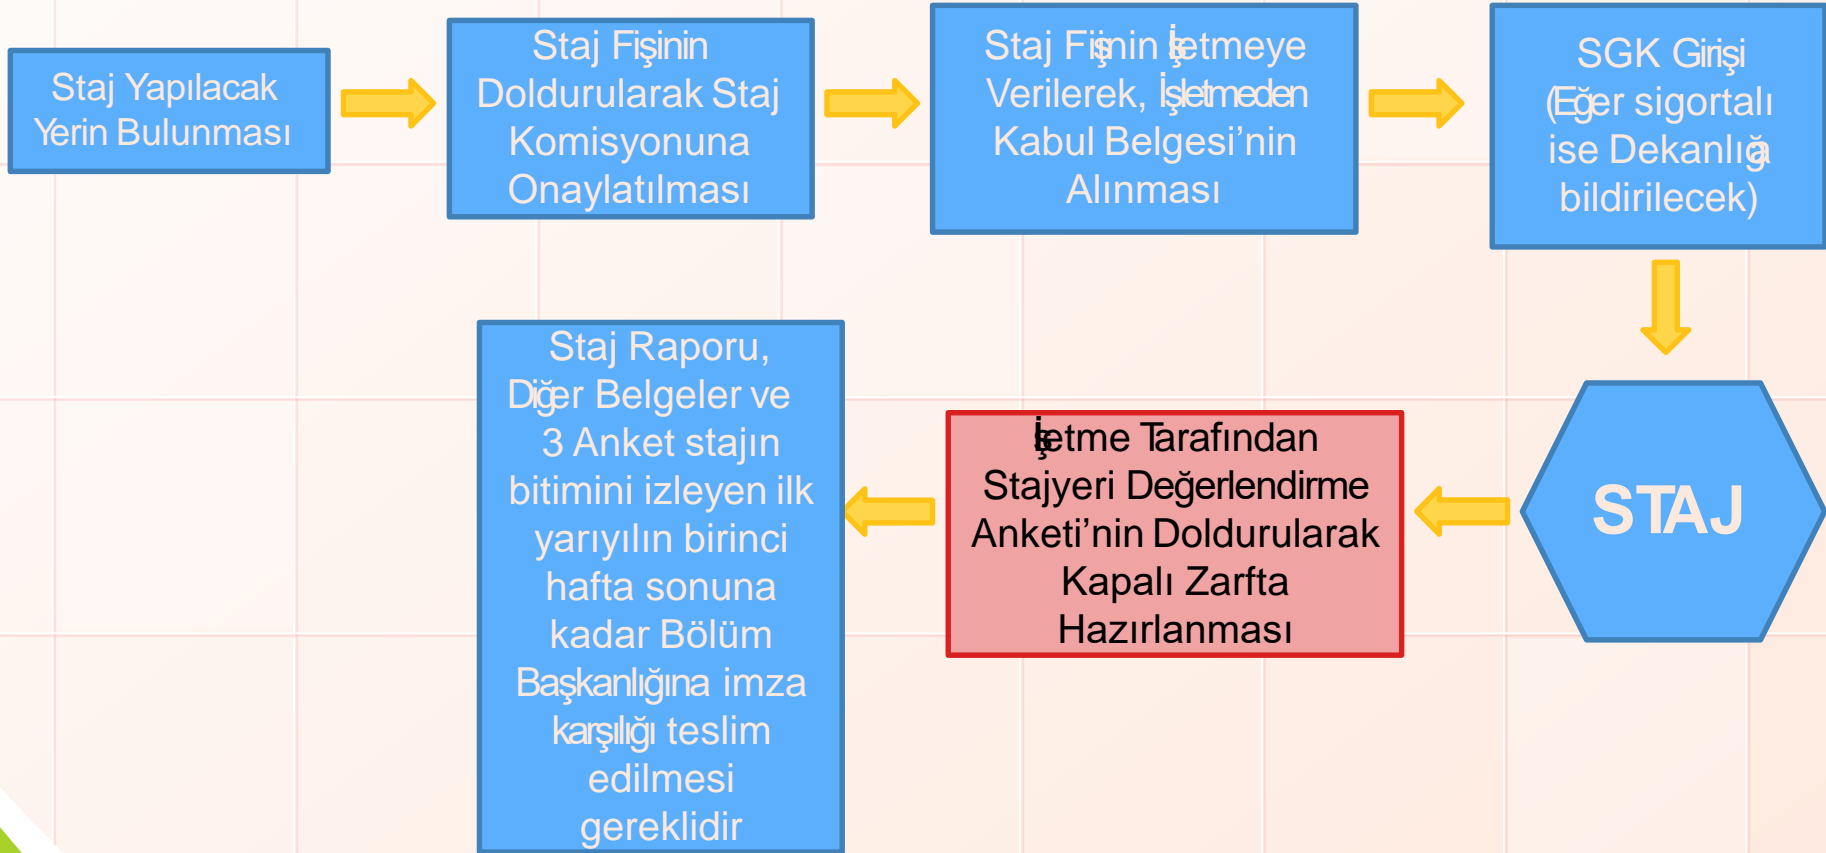 Staj Yapılacak
Yerin Bulunması
Staj Fişinin
Doldurularak Staj
Komisyonuna
Onaylatılması
Staj Fişinin İşletmeye
Verilerek, İşletmeden
Kabul Belgesi’nin
Alınması
SGK Girişi
(Eğer sigortalı
ise Dekanlığa
bildirilecek)
STAJ
İşletme Tarafından
Stajyeri Değerlendirme
Anketi’nin Doldurularak
Kapalı Zarfta
Hazırlanması
Staj Raporu,
Diğer Belgeler ve
3 Anket stajın
bitimini izleyen ilk
yarıyılın birinci
hafta sonuna
kadar Bölüm
Başkanlığına imza
karşılığı teslim
edilmesi
gereklidir